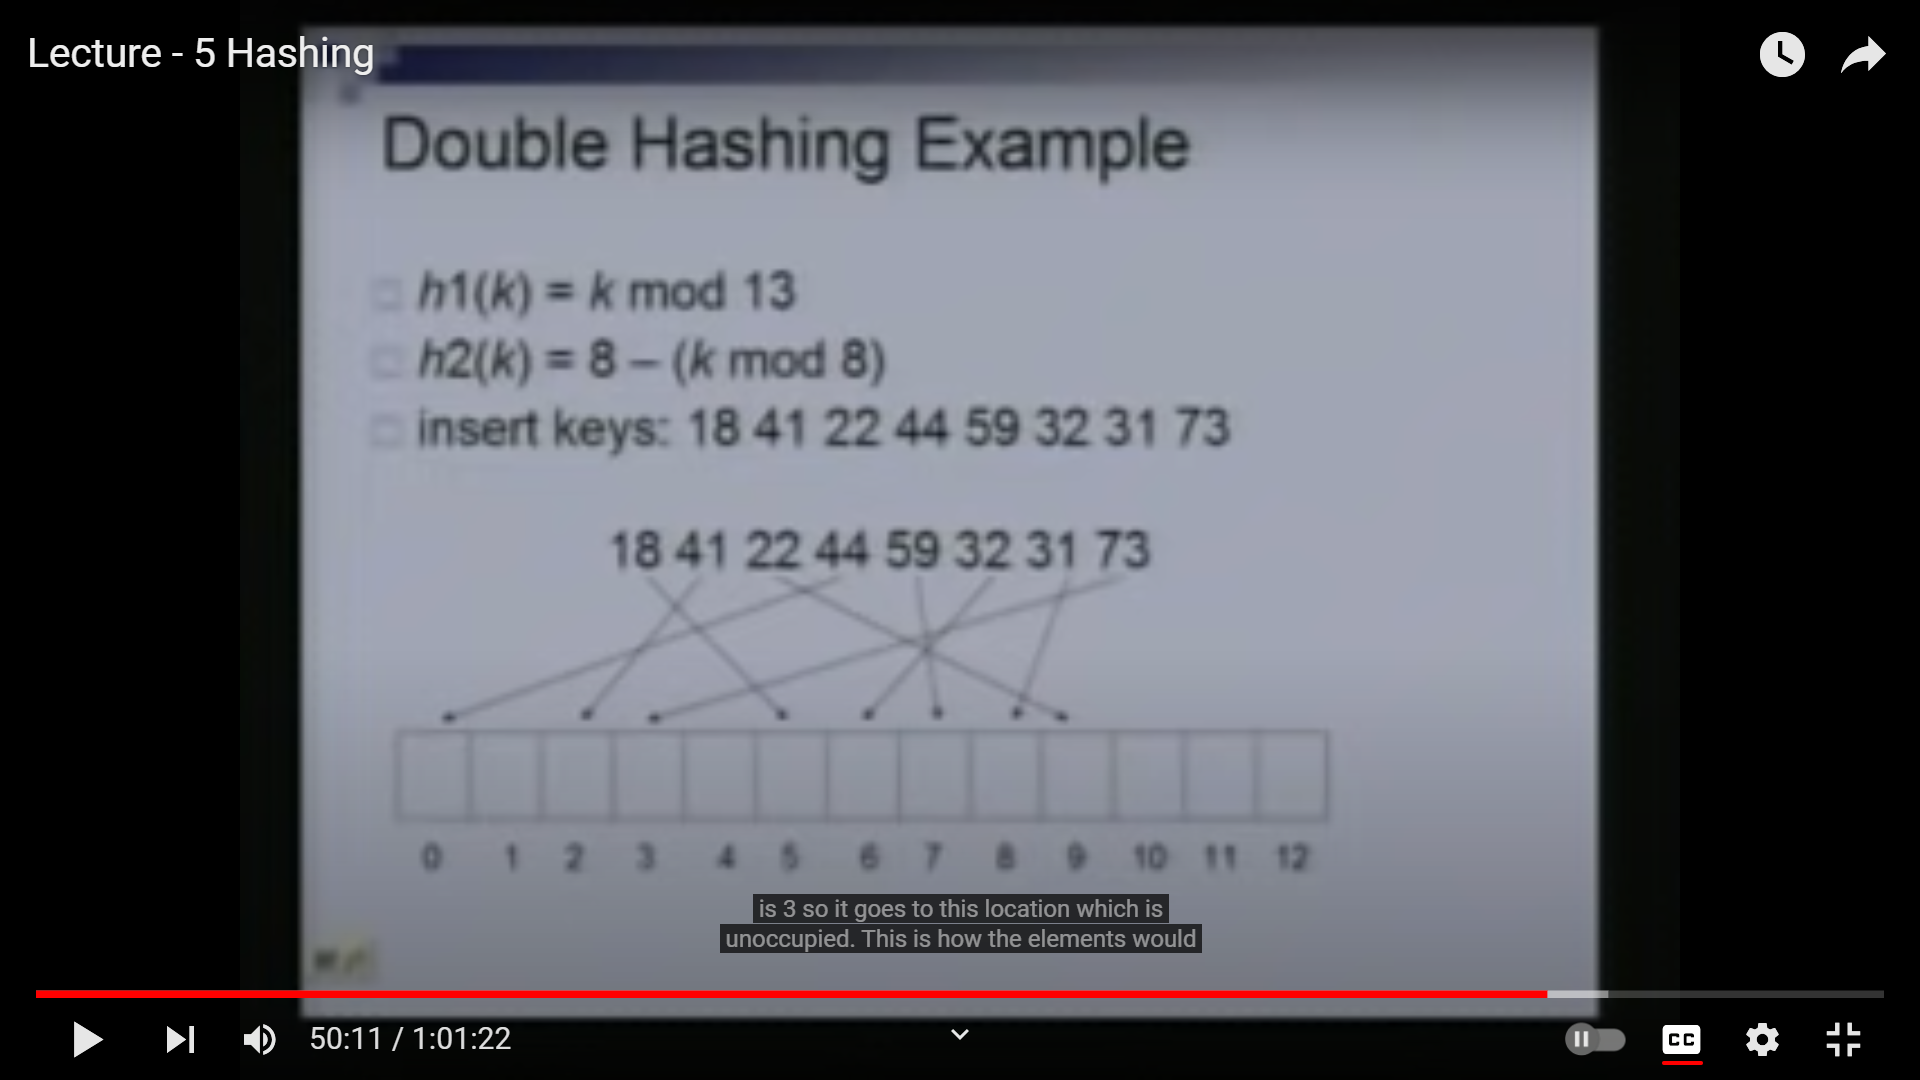 Lecture - 5 Hashing
Double Hashing Example
h1(k) = k mod 13
h2(k) = 8 – (k mod 8)
insert keys: 18 41 22 44 59 32 31 73
18 41 22 44 59 32 31 73
0 1 2 3 4 5 6 7 8 9 10 11 12
is 3 so it goes to this location which is
unoccupied. This is how the elements would
50:11 / 1:01:22
CC